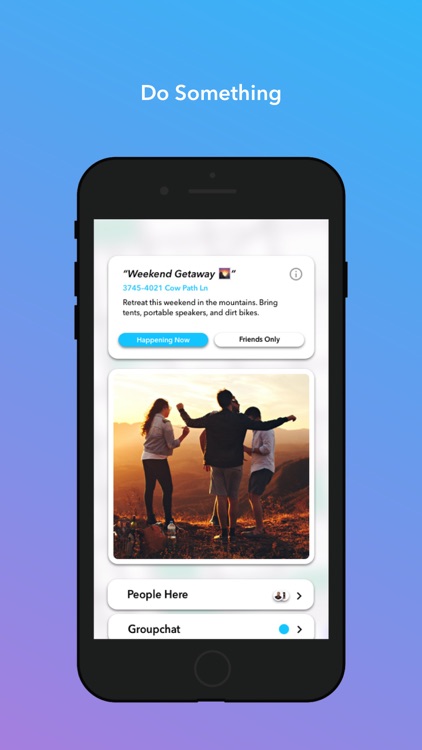 Do Something
“Weekend Getaway 🌄”
3745-4021 Cow Path Ln
Retreat this weekend in the mountains. Bring
tents, portable speakers, and dirt bikes.
Happening Now
Friends Only
People Here
Groupchat